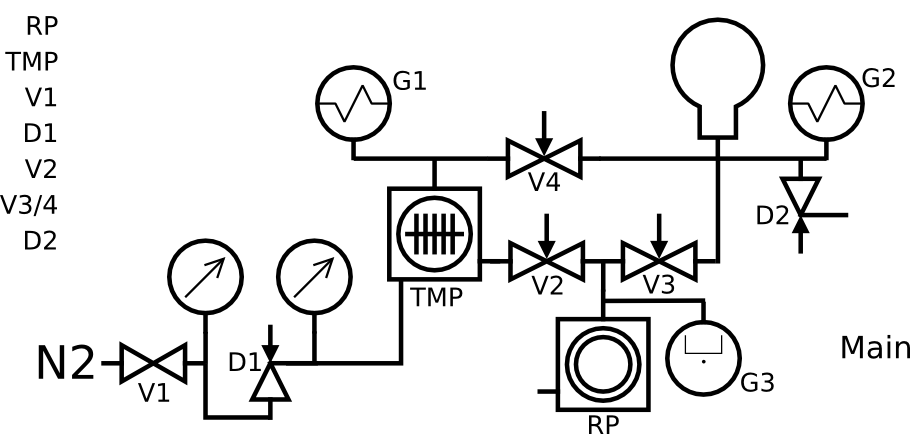 RP
TMP
V1
D1
V2
V3/4
D2
G1
G2
V4
D2
TMP
V2
V3
N2
V1
D1
G3
RP
Main